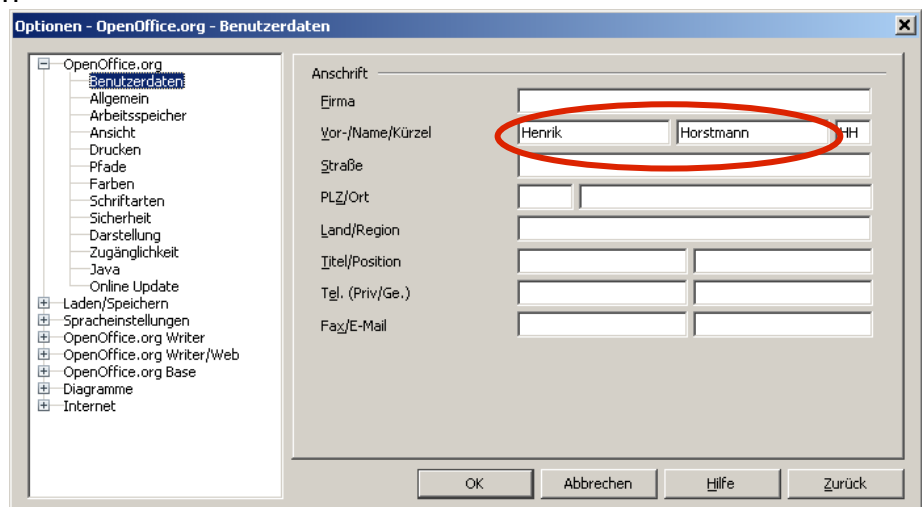 Optionen - OpenOffice.org - Benutzerdaten
OpenOffice.org
Benutzerdaten
Allgemein
Arbeitsspeicher
Ansicht
Drucken
Pfade
Farben
Schriftarten
Sicherheit
Darstellung
Zugänglichkeit
Java
Online Update
Laden/Speichern
Spracheinstellungen
OpenOffice.org Writer
OpenOffice.org Writer/Web
OpenOffice.org Base
Diagramme
Internet
Anschrift
Firma
Vor-/Name/Kürzel Henrik Horstmann HH
Straße
PLZ/Ort
Land/Region
Titel/Position
Tel. (Priv/Ge.)
Fax/E-Mail
OK Abbrechen Hilfe Zurück